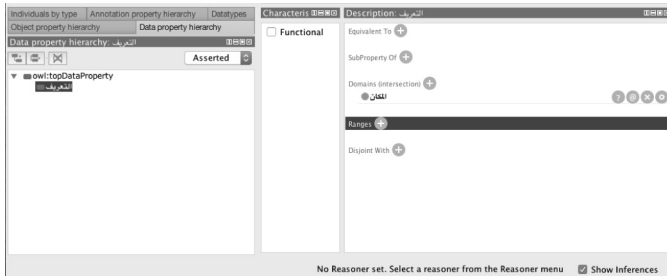 Individuals by type Annotation property hierarchy Datatypes
Object property hierarchy Data property hierarchy
Data property hierarchy: التعريف
Asserted
owl:topDataProperty
التعريف
Characteris
Functional
Description: التعريف
Equivalent To
SubProperty Of
Domains (intersection)
المكان
Ranges
Disjoint With
No Reasoner set. Select a reasoner from the Reasoner menu Show Inferences